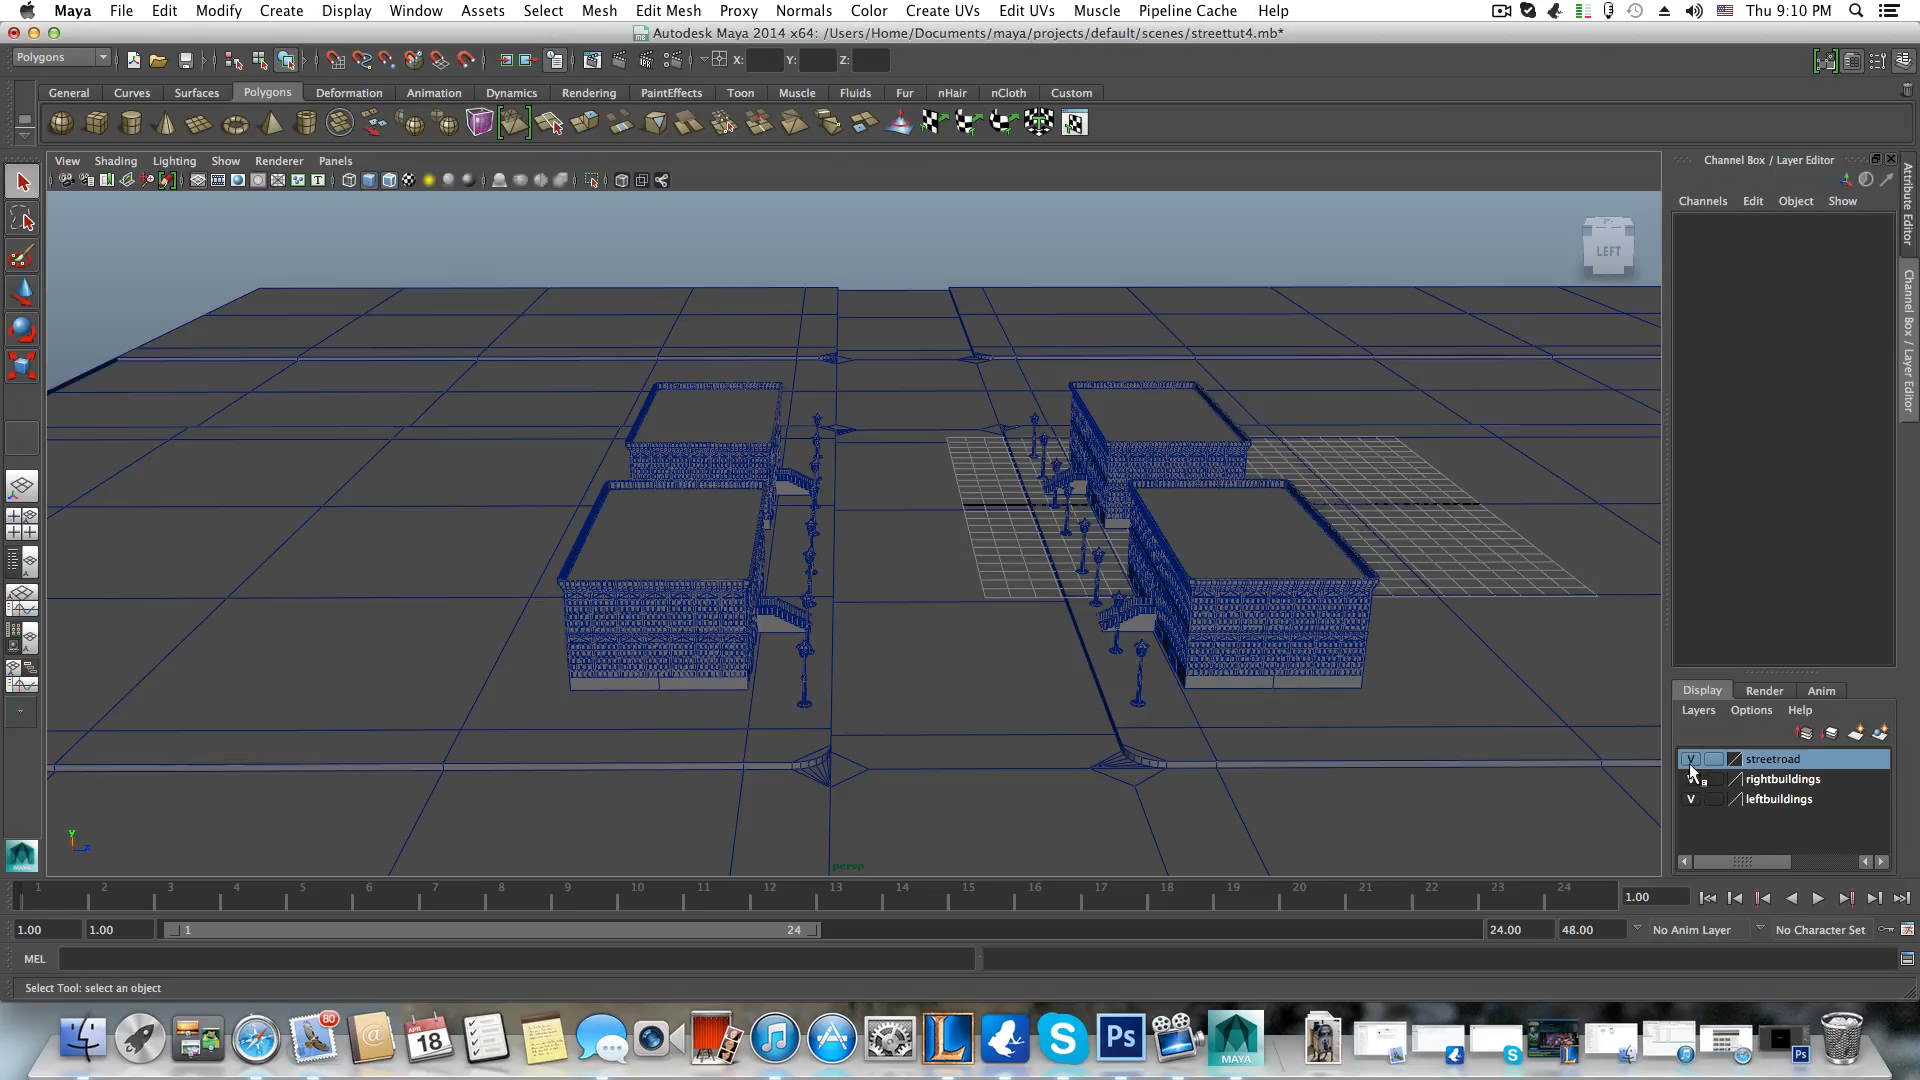 Maya File Edit Modify Create Display Window Assets Select Mesh Edit Mesh Proxy Normals Color Create UVs Edit UVs Muscle Pipeline Cache Help Thu 9:10 PM
Autodesk Maya 2014 x64: /Users/Home/Documents/maya/projects/default/scenes/streettut4.mb*
Polygons X: Y: Z:
General Curves Surfaces Polygons Deformation Animation Dynamics Rendering PaintEffects Toon Muscle Fluids Fur nHair nCloth Custom
View Shading Lighting Show Renderer Panels
Channel Box / Layer Editor
Channels Edit Object Show
Attribute Editor
Channel Box / Layer Editor
LEFT
persp
Display Render Anim
Layers Options Help
V streetroad
rightbuildings
V leftbuildings
1 2 3 4 5 6 7 8 9 10 11 12 13 14 15 16 17 18 19 20 21 22 23 24 1.00
1.00 1.00 1 24 24.00 48.00 No Anim Layer No Character Set
MEL
Select Tool: select an object
80
APR 18
Ps
MAYA